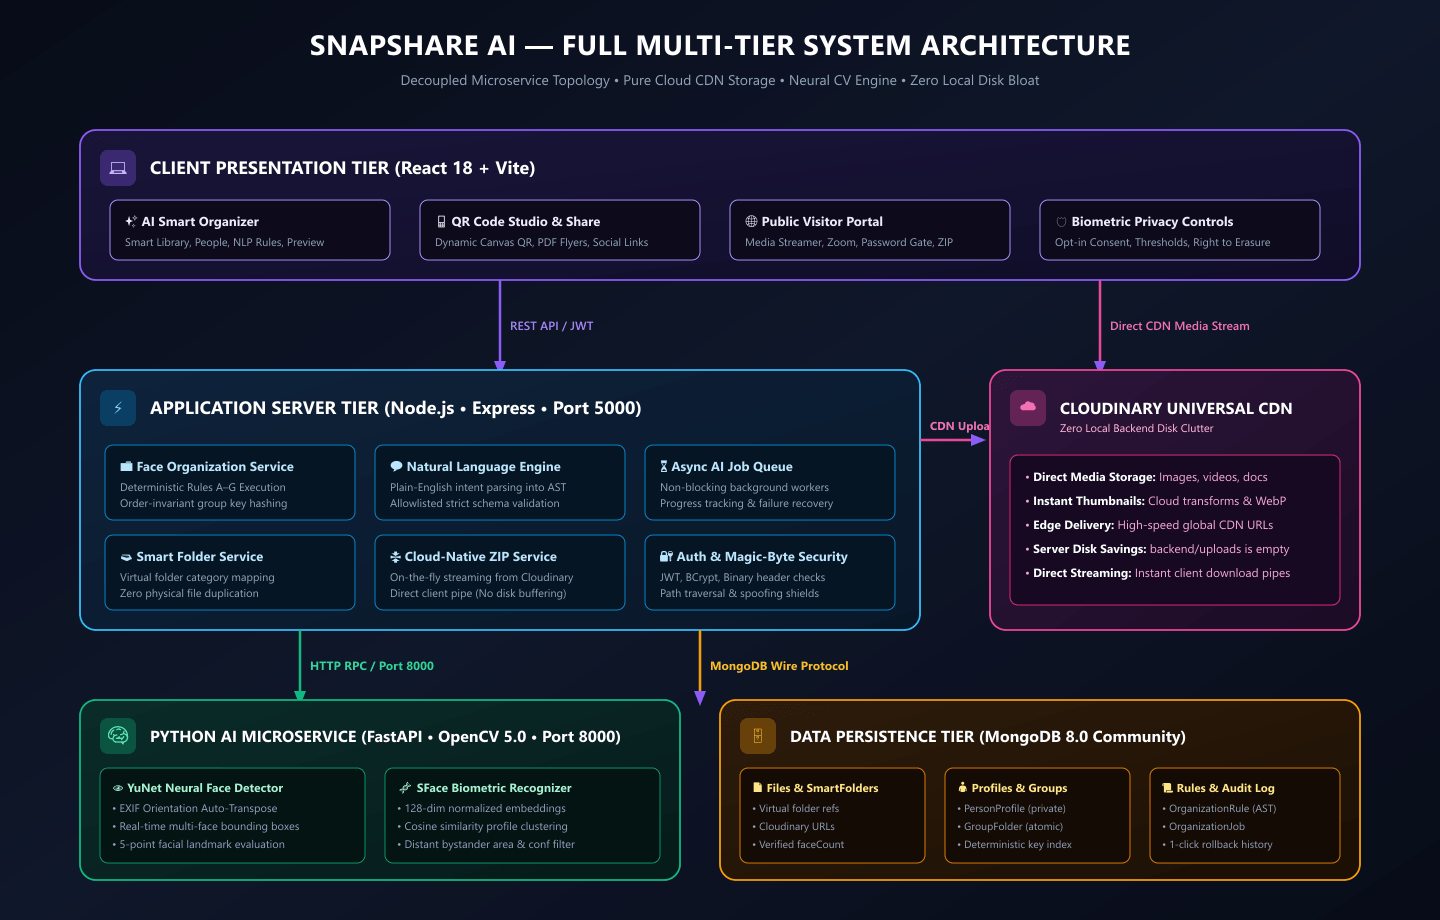 SNAPSHARE AI — FULL MULTI-TIER SYSTEM ARCHITECTURE
Decoupled Microservice Topology • Pure Cloud CDN Storage • Neural CV Engine • Zero Local Disk Bloat
CLIENT PRESENTATION TIER (React 18 + Vite)
AI Smart Organizer
Smart Library, People, NLP Rules, Preview
QR Code Studio & Share
Dynamic Canvas QR, PDF Flyers, Social Links
Public Visitor Portal
Media Streamer, Zoom, Password Gate, ZIP
Biometric Privacy Controls
Opt-in Consent, Thresholds, Right to Erasure
REST API / JWT
Direct CDN Media Stream
APPLICATION SERVER TIER (Node.js • Express • Port 5000)
Face Organization Service
Deterministic Rules A–G Execution
Order-invariant group key hashing
Natural Language Engine
Plain-English intent parsing into AST
Allowlisted strict schema validation
Async AI Job Queue
Non-blocking background workers
Progress tracking & failure recovery
Smart Folder Service
Virtual folder category mapping
Zero physical file duplication
Cloud-Native ZIP Service
On-the-fly streaming from Cloudinary
Direct client pipe (No disk buffering)
Auth & Magic-Byte Security
JWT, BCrypt, Binary header checks
Path traversal & spoofing shields
CDN Uploa
CLOUDINARY UNIVERSAL CDN
Zero Local Backend Disk Clutter
• Direct Media Storage: Images, videos, docs
• Instant Thumbnails: Cloud transforms & WebP
• Edge Delivery: High-speed global CDN URLs
• Server Disk Savings: backend/uploads is empty
• Direct Streaming: Instant client download pipes
HTTP RPC / Port 8000
MongoDB Wire Protocol
PYTHON AI MICROSERVICE (FastAPI • OpenCV 5.0 • Port 8000)
YuNet Neural Face Detector
• EXIF Orientation Auto-Transpose
• Real-time multi-face bounding boxes
• 5-point facial landmark evaluation
SFace Biometric Recognizer
• 128-dim normalized embeddings
• Cosine similarity profile clustering
• Distant bystander area & conf filter
DATA PERSISTENCE TIER (MongoDB 8.0 Community)
Files & SmartFolders
• Virtual folder refs
• Cloudinary URLs
• Verified faceCount
Profiles & Groups
• PersonProfile (private)
• GroupFolder (atomic)
• Deterministic key index
Rules & Audit Log
• OrganizationRule (AST)
• OrganizationJob
• 1-click rollback history